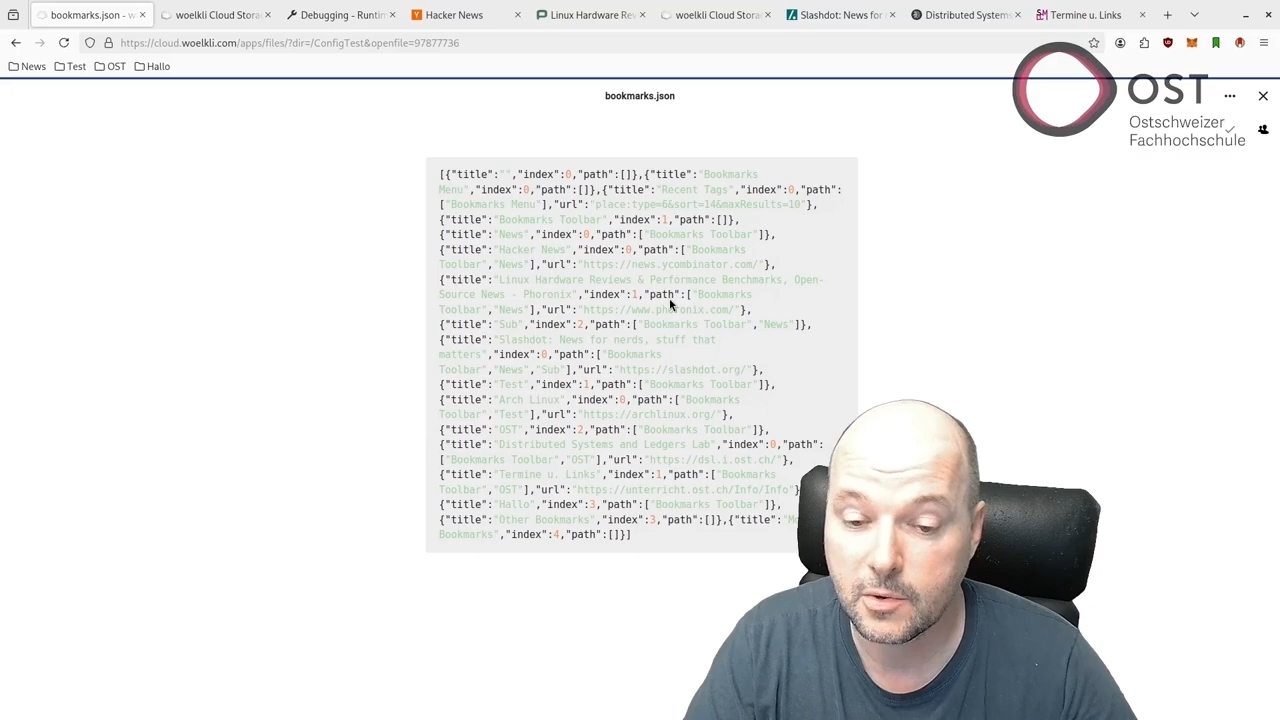 bookmarks.json - w
woelkli Cloud Stora
Debugging - Runtim
Hacker News
Linux Hardware Re
woelkli Cloud Stora
Slashdot: News for
Distributed Systems
Termine u. Links
https://cloud.woelkli.com/apps/files/?dir=/ConfigTest&openfile=97877736
News
Test
OST
Hallo
bookmarks.json
OST
Ostschweizer
Fachhochschule
[{"title":"","index":0,"path":[]},{"title":"Bookmarks
Menu","index":0,"path":[]},{"title":"Recent Tags","index":0,"path":
["Bookmarks Menu"],"url":"place:type=6&sort=14&maxResults=10"},
{"title":"Bookmarks Toolbar","index":1,"path":[]},
{"title":"News","index":0,"path":["Bookmarks Toolbar"]},
{"title":"Hacker News","index":0,"path":["Bookmarks
Toolbar","News"],"url":"https://news.ycombinator.com/"},
{"title":"Linux Hardware Reviews & Performance Benchmarks, Open-
Source News - Phoronix","index":1,"path":["Bookmarks
Toolbar","News"],"url":"https://www.phoronix.com/"},
{"title":"Sub","index":2,"path":["Bookmarks Toolbar","News"]},
{"title":"Slashdot: News for nerds, stuff that
matters","index":0,"path":["Bookmarks
Toolbar","News","Sub"],"url":"https://slashdot.org/"},
{"title":"Test","index":1,"path":["Bookmarks Toolbar"]},
{"title":"Arch Linux","index":0,"path":["Bookmarks
Toolbar","Test"],"url":"https://archlinux.org/"},
{"title":"OST","index":2,"path":["Bookmarks Toolbar"]},
{"title":"Distributed Systems and Ledgers Lab","index":0,"path":
["Bookmarks Toolbar","OST"],"url":"https://dsl.i.ost.ch/"},
{"title":"Termine u. Links","index":1,"path":["Bookmarks
Toolbar","OST"],"url":"https://unterricht.ost.ch/Info/Info"}
{"title":"Hallo","index":3,"path":["Bookmarks Toolbar"]},
{"title":"Other Bookmarks","index":3,"path":[]},{"title":"
Bookmarks","index":4,"path":[]}]